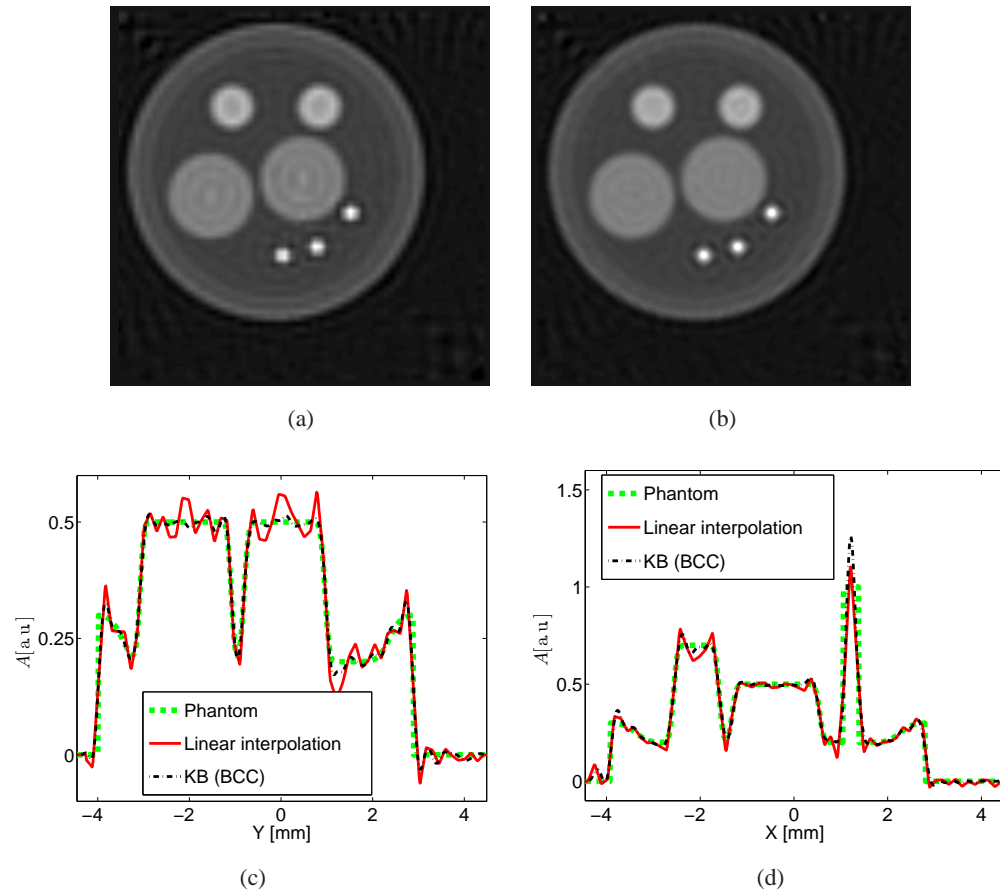 (a)
(b)
0.5
0.25
0
A[a.u]
Phantom
Linear interpolation
KB (BCC)
−4
−2
0
2
4
Y [mm]
(c)
1.5
1
0.5
0
A[a.u]
Phantom
Linear interpolation
KB (BCC)
−4
−2
0
2
4
X [mm]
(d)